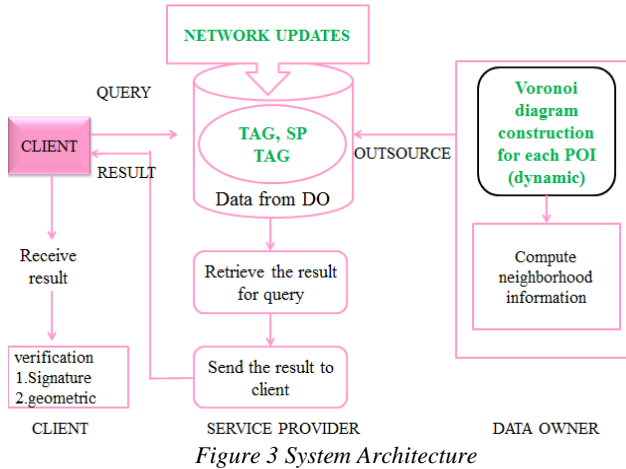 NETWORK UPDATES
QUERY
CLIENT
RESULT
TAG, SP
TAG
Data from DO
OUTSOURCE
Voronoi
diagram
construction
for each POI
(dynamic)
Compute
neighborhood
information
Receive
result
Retrieve the result
for query
verification
1.Signature
2.geometric
Send the result to
client
CLIENT
SERVICE PROVIDER
DATA OWNER
Figure 3 System Architecture